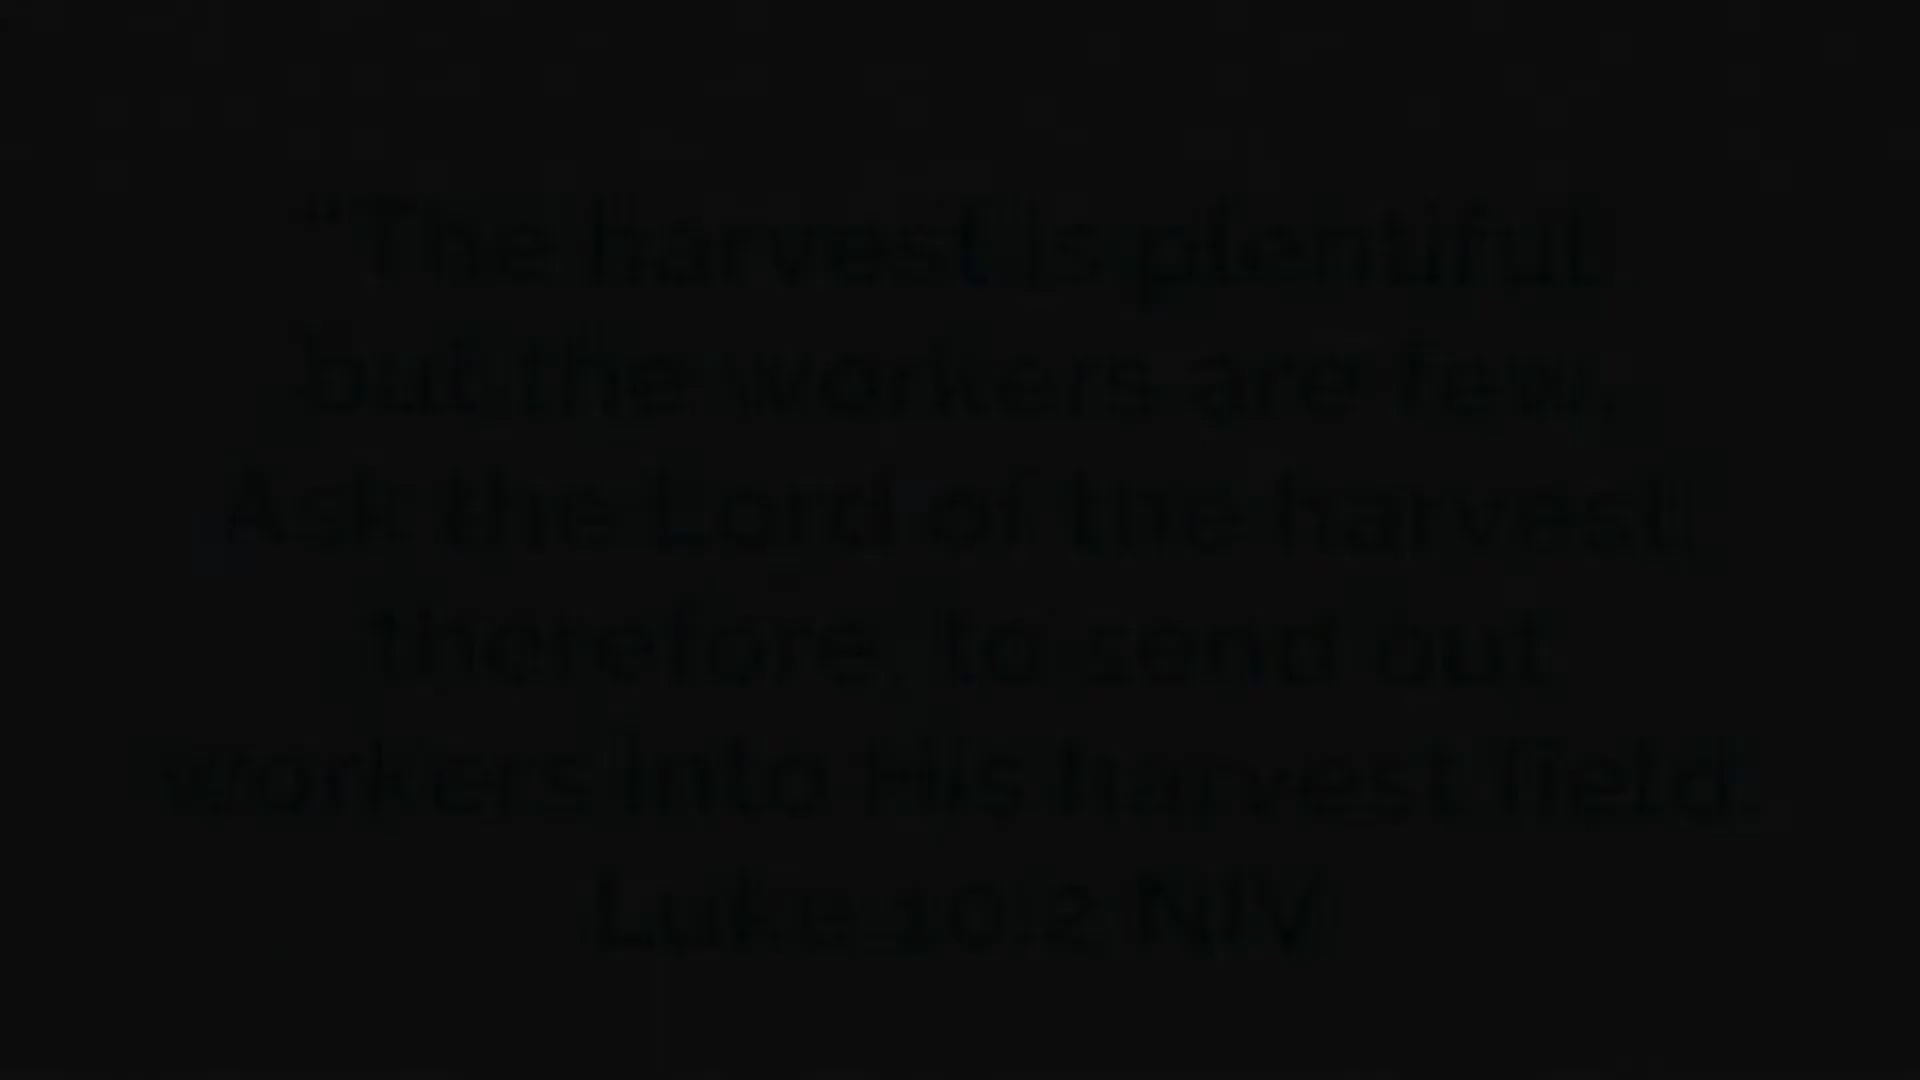 "The harvest is plentiful
but the workers are few.
Ask the Lord of the harvest,
therefore, to send out
workers into His harvest field.
Luke 10:2 NIV